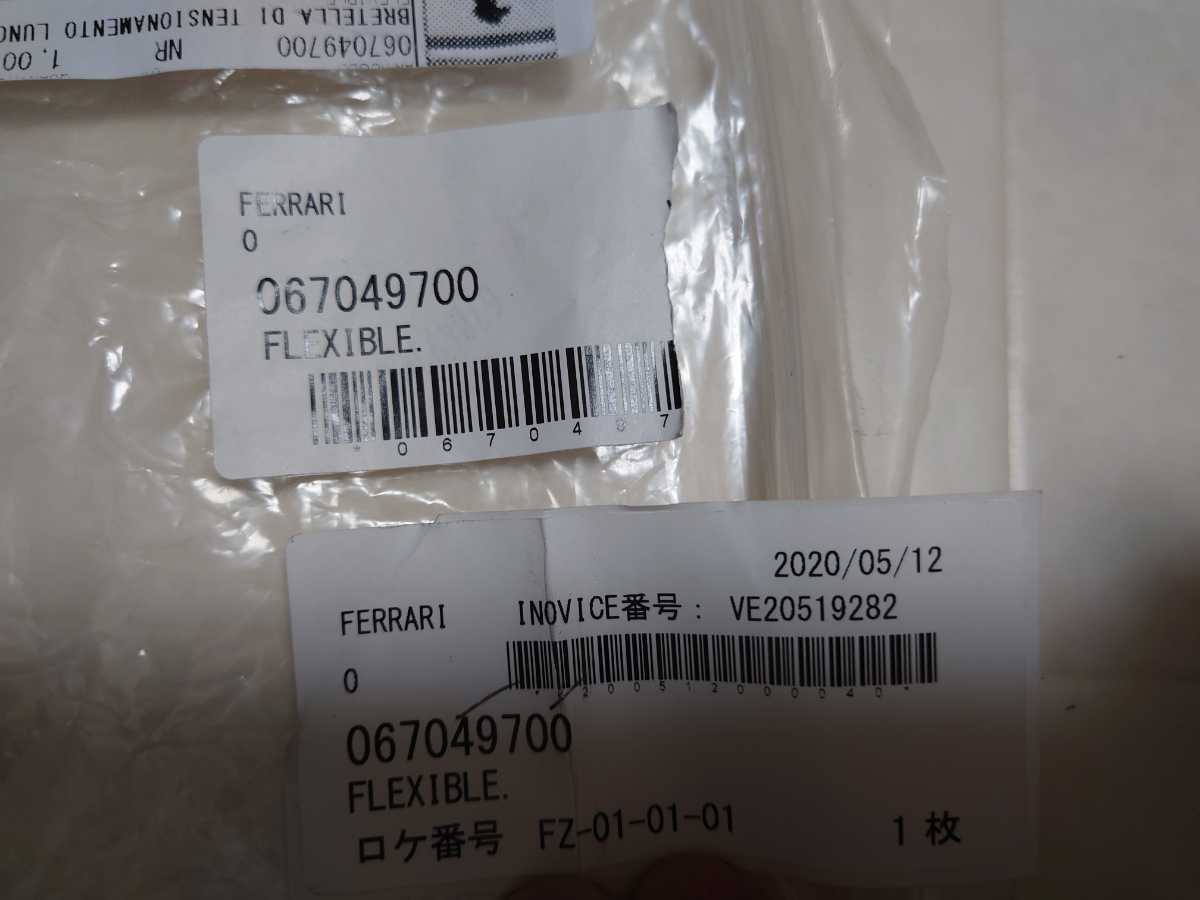 BRETELLA DI TENSIONAMENTO LUNG
067049700 NR 1.00
FERRARI
0
067049700
FLEXIBLE.
*0670497
2020/05/12
FERRARI INOVICE番号: VE20519282
0
067049700
FLEXIBLE.
ロケ番号 FZ-01-01-01 1枚